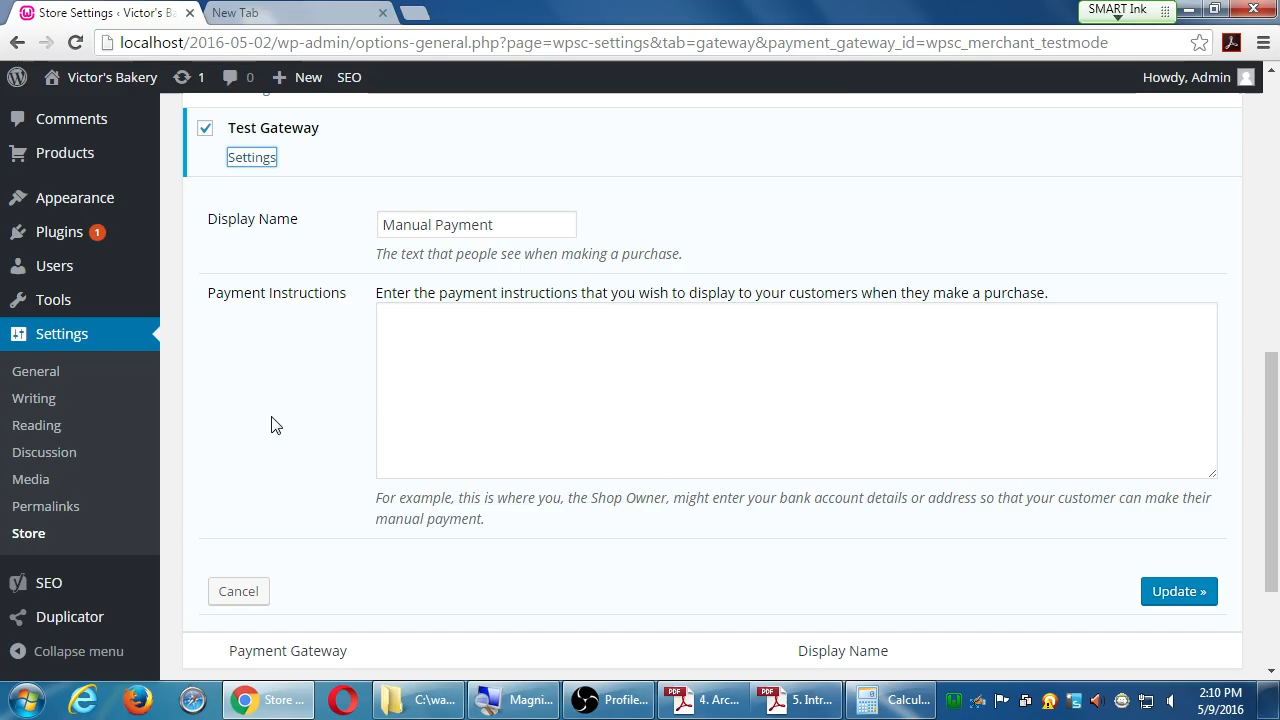 Store Settings ‹ Victor's B
New Tab
SMART Ink
localhost/2016-05-02/wp-admin/options-general.php?page=wpsc-settings&tab=gateway&payment_gateway_id=wpsc_merchant_testmode
Victor's Bakery
1
0
New
SEO
Howdy, Admin
Comments
Products
Appearance
Plugins 1
Users
Tools
Settings
General
Writing
Reading
Discussion
Media
Permalinks
Store
SEO
Duplicator
Collapse menu
Test Gateway
Settings
Display Name
Manual Payment
The text that people see when making a purchase.
Payment Instructions
Enter the payment instructions that you wish to display to your customers when they make a purchase.
For example, this is where you, the Shop Owner, might enter your bank account details or address so that your customer can make their
manual payment.
Cancel
Update »
Payment Gateway
Display Name
Store ...
C:\wa...
Magni...
Profile...
PDF
4. Arc...
PDF
5. Intr...
Calcul...
2:10 PM
5/9/2016